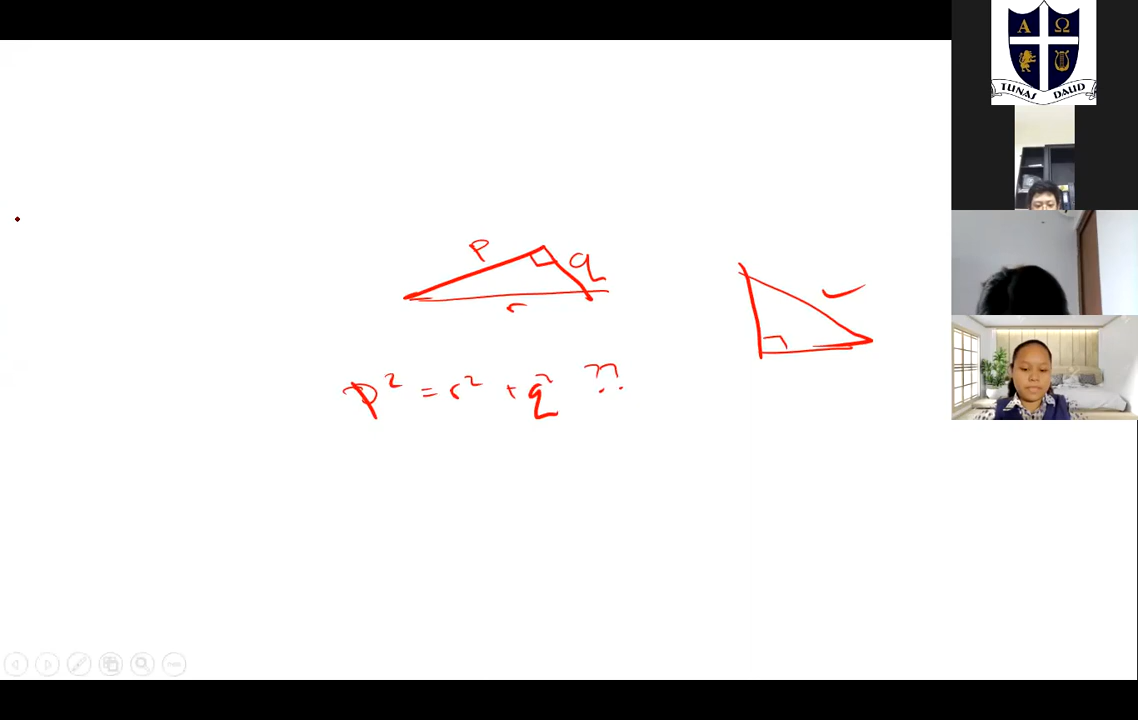 A Ω
TUNAS DAUD
p
q
r
p² = r² + q² ??